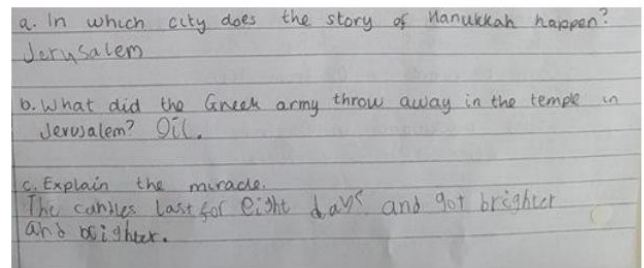 a. In which city does the story of Hanukkah happen?
Jerusalem
b. What did the Greek army throw away in the temple in
Jerusalem? Oil.
c. Explain the miracle.
The candles last for eight days and got brighter
and brighter.